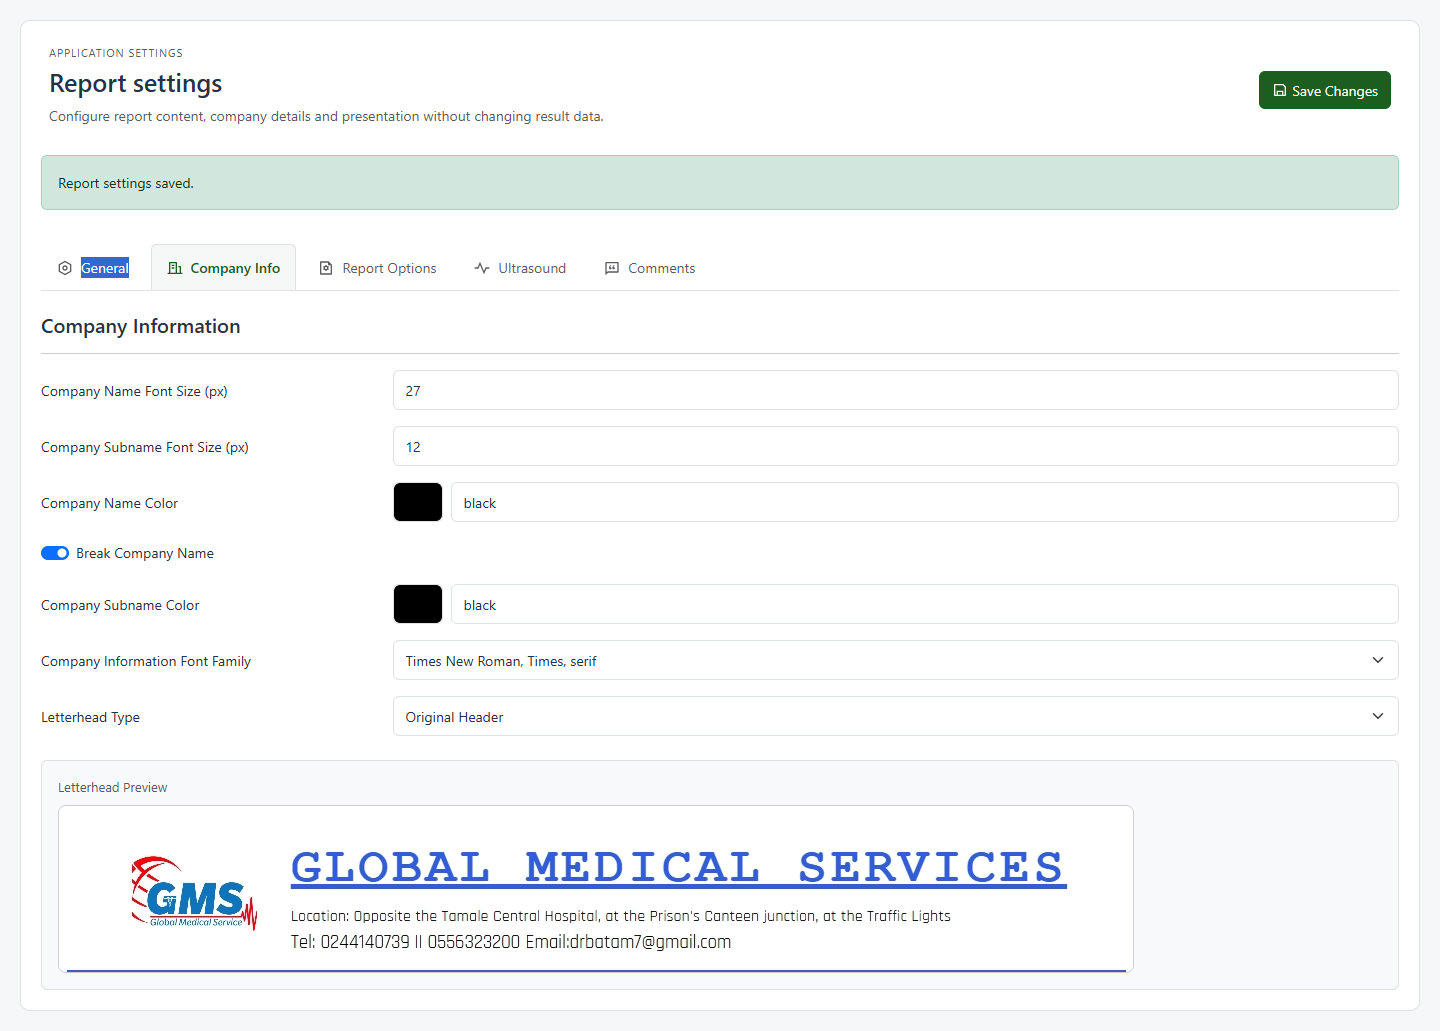 APPLICATION SETTINGS
Report settings
Configure report content, company details and presentation without changing result data.
Save Changes
Report settings saved.
General
Company Info
Report Options
Ultrasound
Comments
Company Information
Company Name Font Size (px)
27
Company Subname Font Size (px)
12
Company Name Color
black
Break Company Name
Company Subname Color
black
Company Information Font Family
Times New Roman, Times, serif
Letterhead Type
Original Header
Letterhead Preview
GMS
Global Medical Service
GLOBAL MEDICAL SERVICES
Location: Opposite the Tamale Central Hospital, at the Prison's Canteen junction, at the Traffic Lights
Tel: 0244140739 || 0556323200 Email:drbatam7@gmail.com